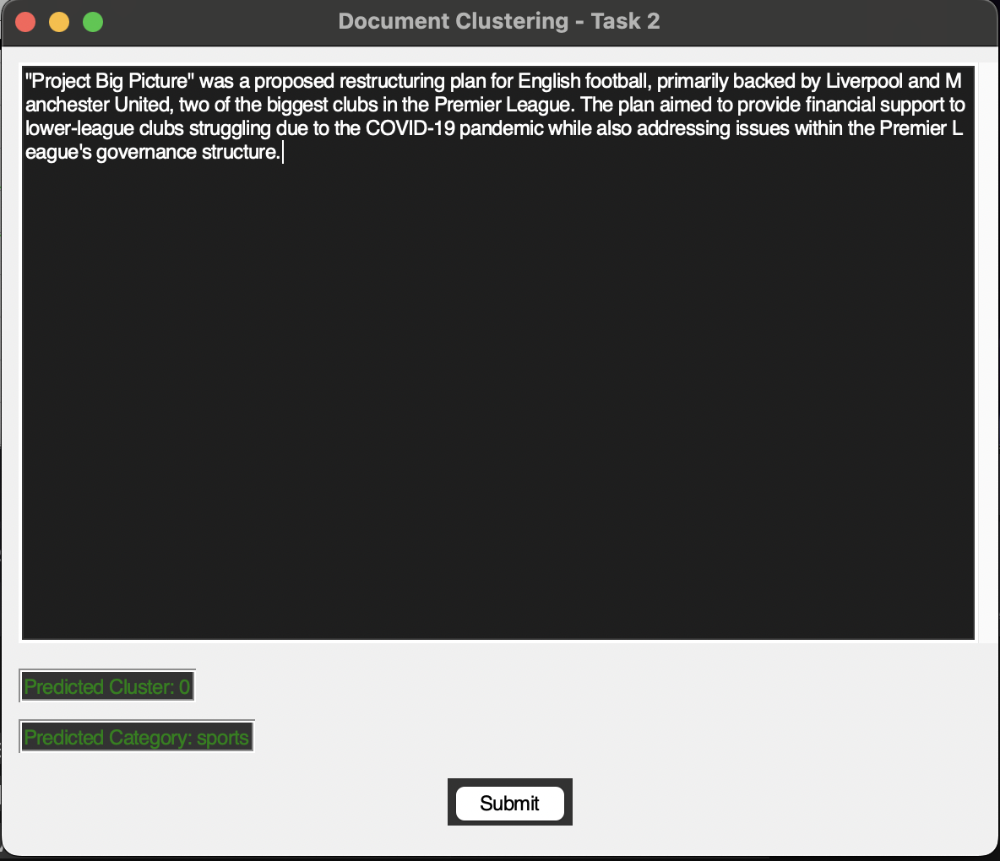 Document Clustering - Task 2
"Project Big Picture" was a proposed restructuring plan for English football, primarily backed by Liverpool and M
anchester United, two of the biggest clubs in the Premier League. The plan aimed to provide financial support to
lower-league clubs struggling due to the COVID-19 pandemic while also addressing issues within the Premier L
eague's governance structure.
Predicted Cluster: 0
Predicted Category: sports
Submit